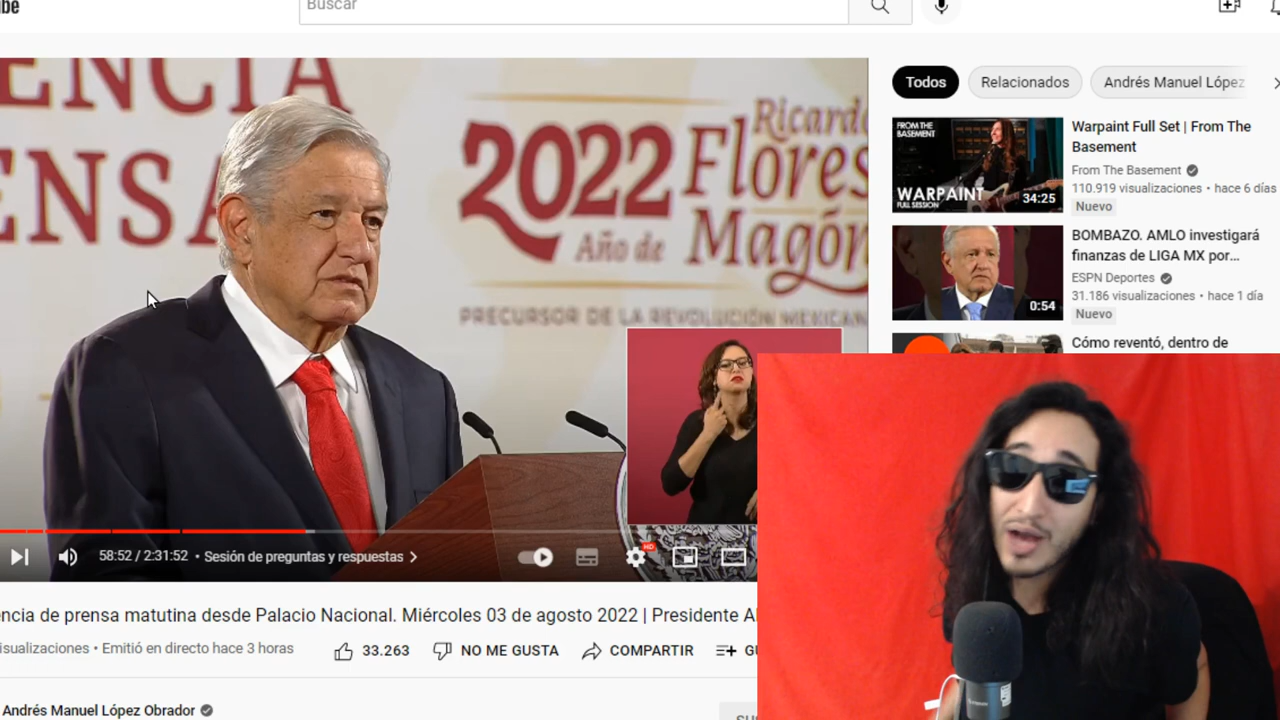 be
Buscar
ENCIA
ENSA
Ricardo
2022 Flores
Año de Magón
PRECURSOR DE LA REVOLUCIÓN MEXICANA
58:52 / 2:31:52 • Sesión de preguntas y respuestas
HD
encia de prensa matutina desde Palacio Nacional. Miércoles 03 de agosto 2022 | Presidente A
isualizaciones • Emitió en directo hace 3 horas
33.263
NO ME GUSTA
COMPARTIR
Andrés Manuel López Obrador
Todos
Relacionados
Andrés Manuel López
FROM THE
BASEMENT
WARPAINT
FULL SESSION
34:25
Warpaint Full Set | From The
Basement
From The Basement
110.919 visualizaciones • hace 6 días
Nuevo
0:54
BOMBAZO. AMLO investigará
finanzas de LIGA MX por...
ESPN Deportes
31.186 visualizaciones • hace 1 día
Nuevo
Cómo reventó, dentro de